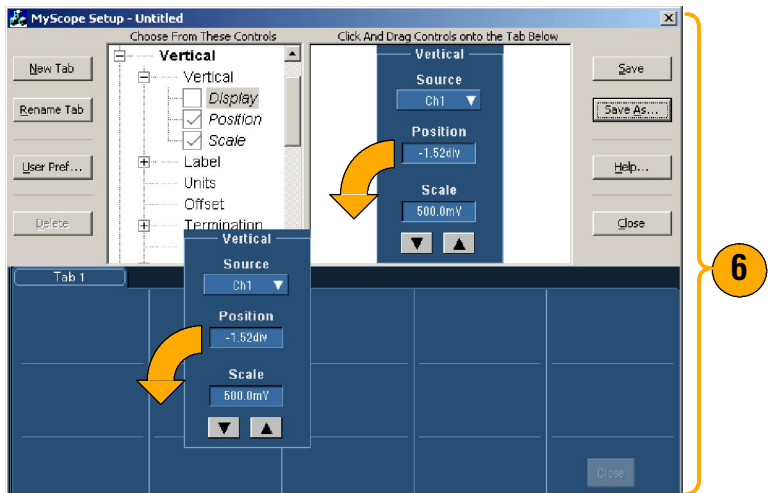 MyScope Setup - Untitled
Choose From These Controls
Click And Drag Controls onto the Tab Below
New Tab
Rename Tab
User Pref...
Delete
Vertical
Vertical
Display
Position
Scale
Label
Units
Offset
Termination
Vertical
Source
Ch1
Position
-1.52div
Scale
500.0mV
Save
Save As...
Help...
Close
6
Tab 1
Vertical
Source
Ch1
Position
-1.52div
Scale
500.0mV
Close